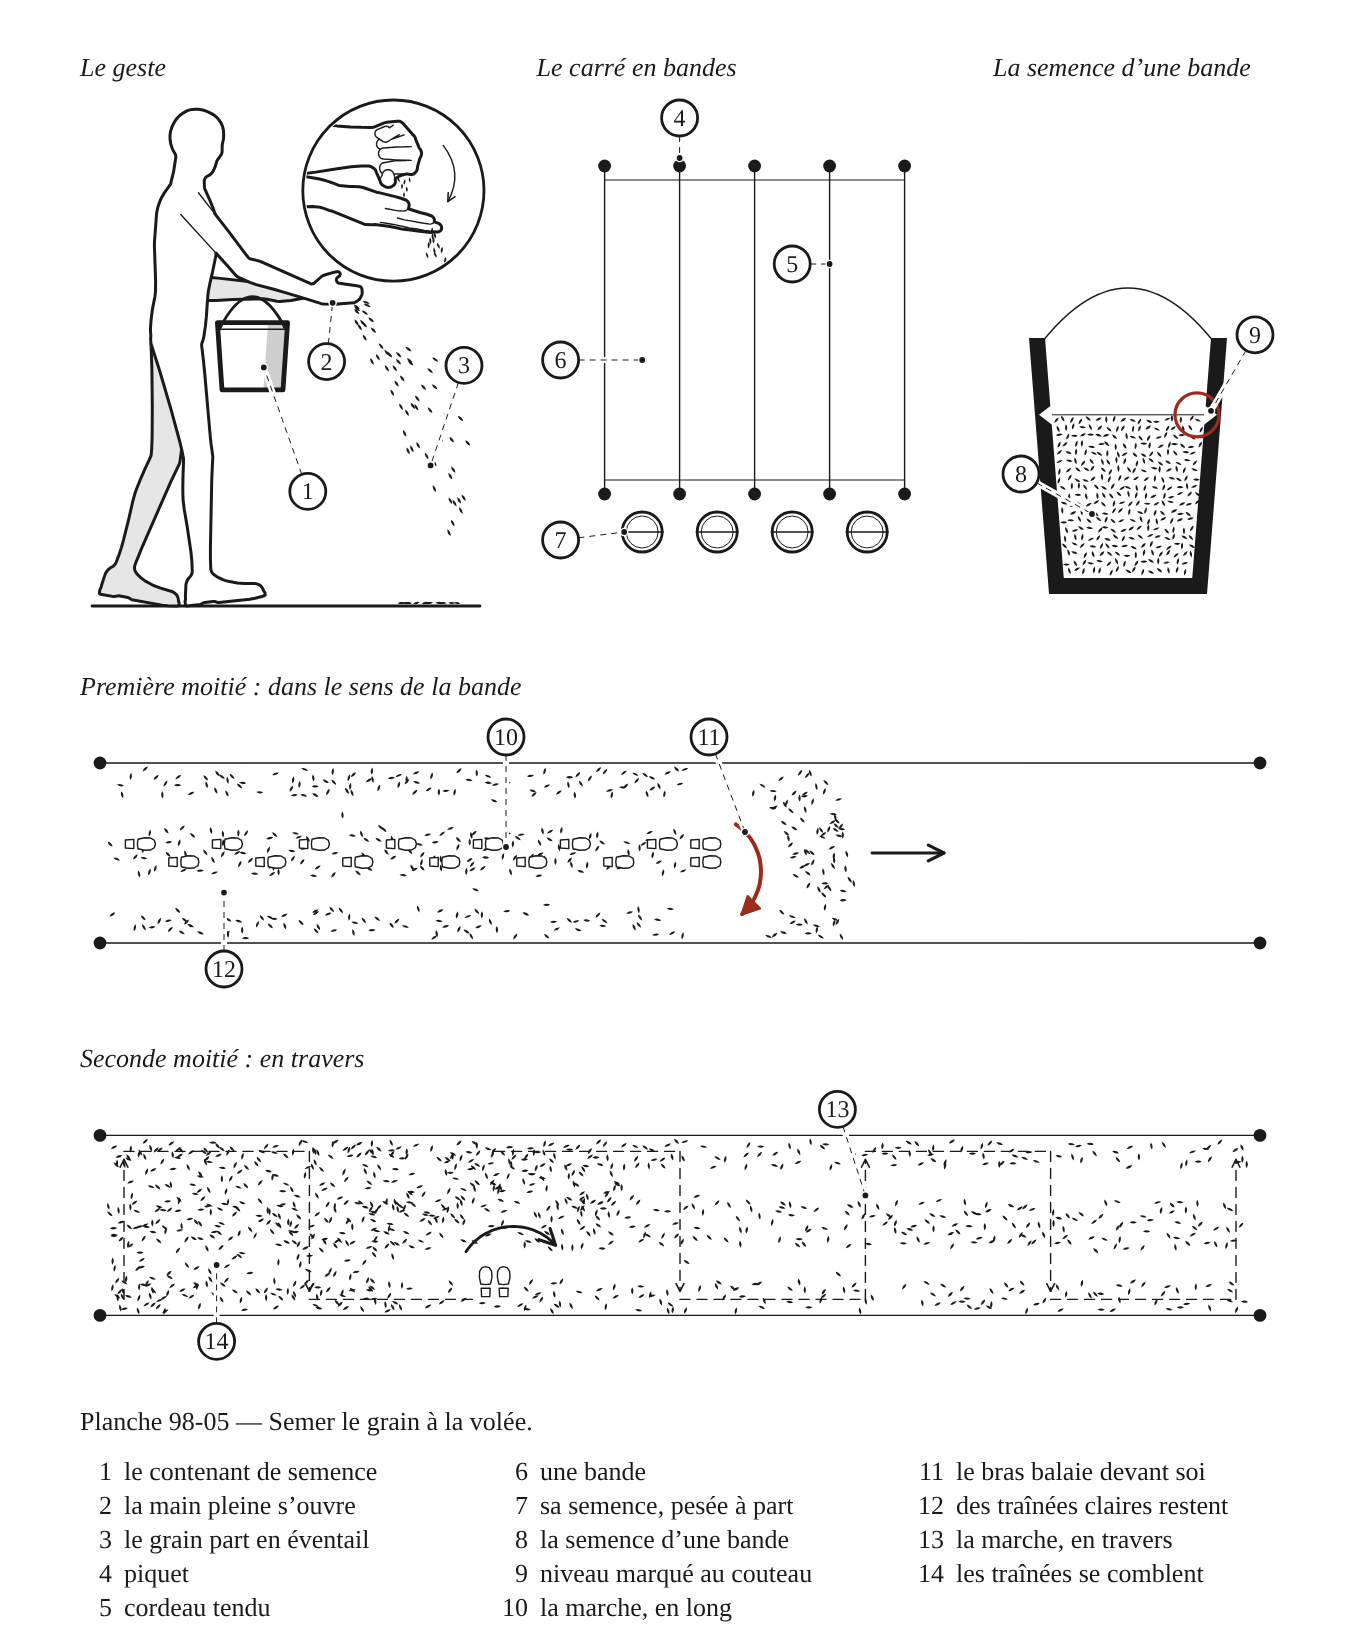 Le geste
Le carré en bandes
La semence d’une bande
4
5
9
2
3
6
8
1
7
Première moitié : dans le sens de la bande
10
11
12
Seconde moitié : en travers
13
14
Planche 98-05 — Semer le grain à la volée.
1 le contenant de semence
2 la main pleine s’ouvre
3 le grain part en éventail
4 piquet
5 cordeau tendu
6 une bande
7 sa semence, pesée à part
8 la semence d’une bande
9 niveau marqué au couteau
10 la marche, en long
11 le bras balaie devant soi
12 des traînées claires restent
13 la marche, en travers
14 les traînées se comblent